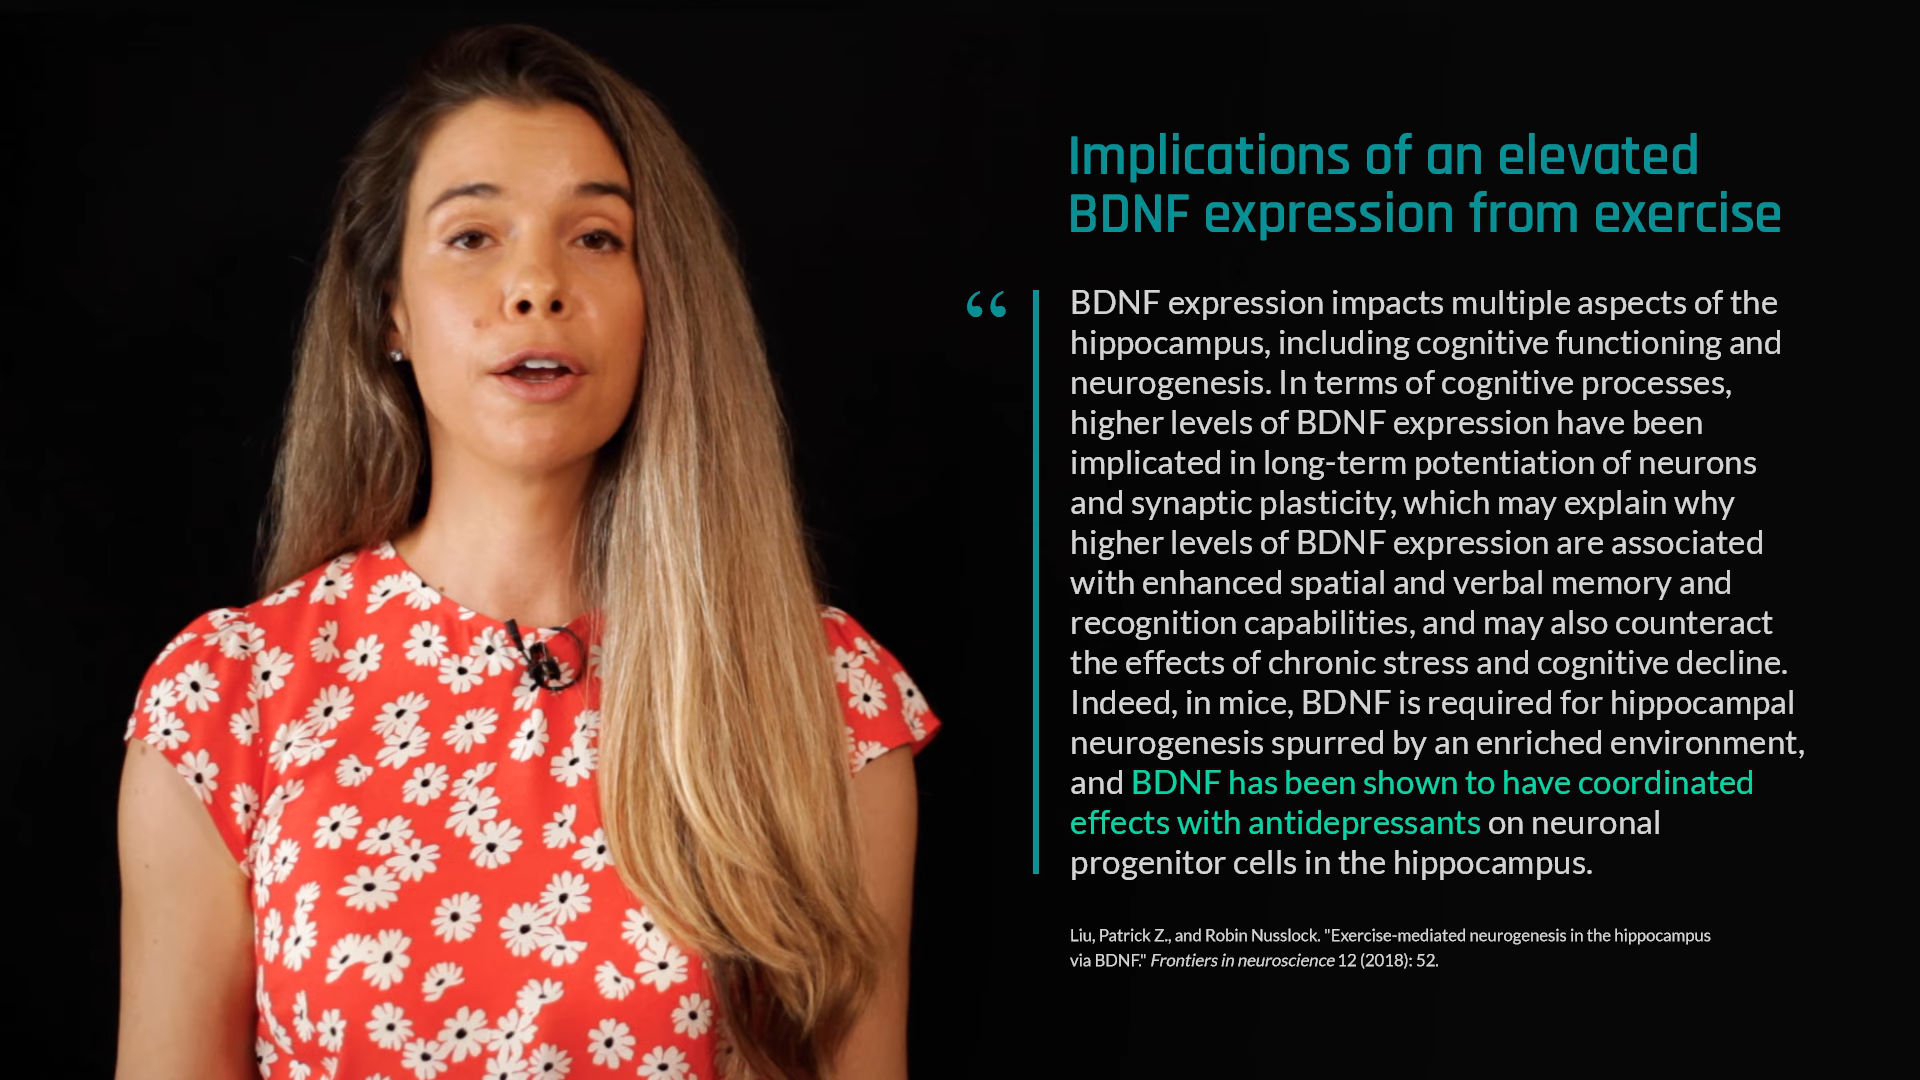 Implications of an elevated
BDNF expression from exercise
“
BDNF expression impacts multiple aspects of the
hippocampus, including cognitive functioning and
neurogenesis. In terms of cognitive processes,
higher levels of BDNF expression have been
implicated in long-term potentiation of neurons
and synaptic plasticity, which may explain why
higher levels of BDNF expression are associated
with enhanced spatial and verbal memory and
recognition capabilities, and may also counteract
the effects of chronic stress and cognitive decline.
Indeed, in mice, BDNF is required for hippocampal
neurogenesis spurred by an enriched environment,
and BDNF has been shown to have coordinated
effects with antidepressants on neuronal
progenitor cells in the hippocampus.
Liu, Patrick Z., and Robin Nusslock. "Exercise-mediated neurogenesis in the hippocampus
via BDNF." Frontiers in neuroscience 12 (2018): 52.